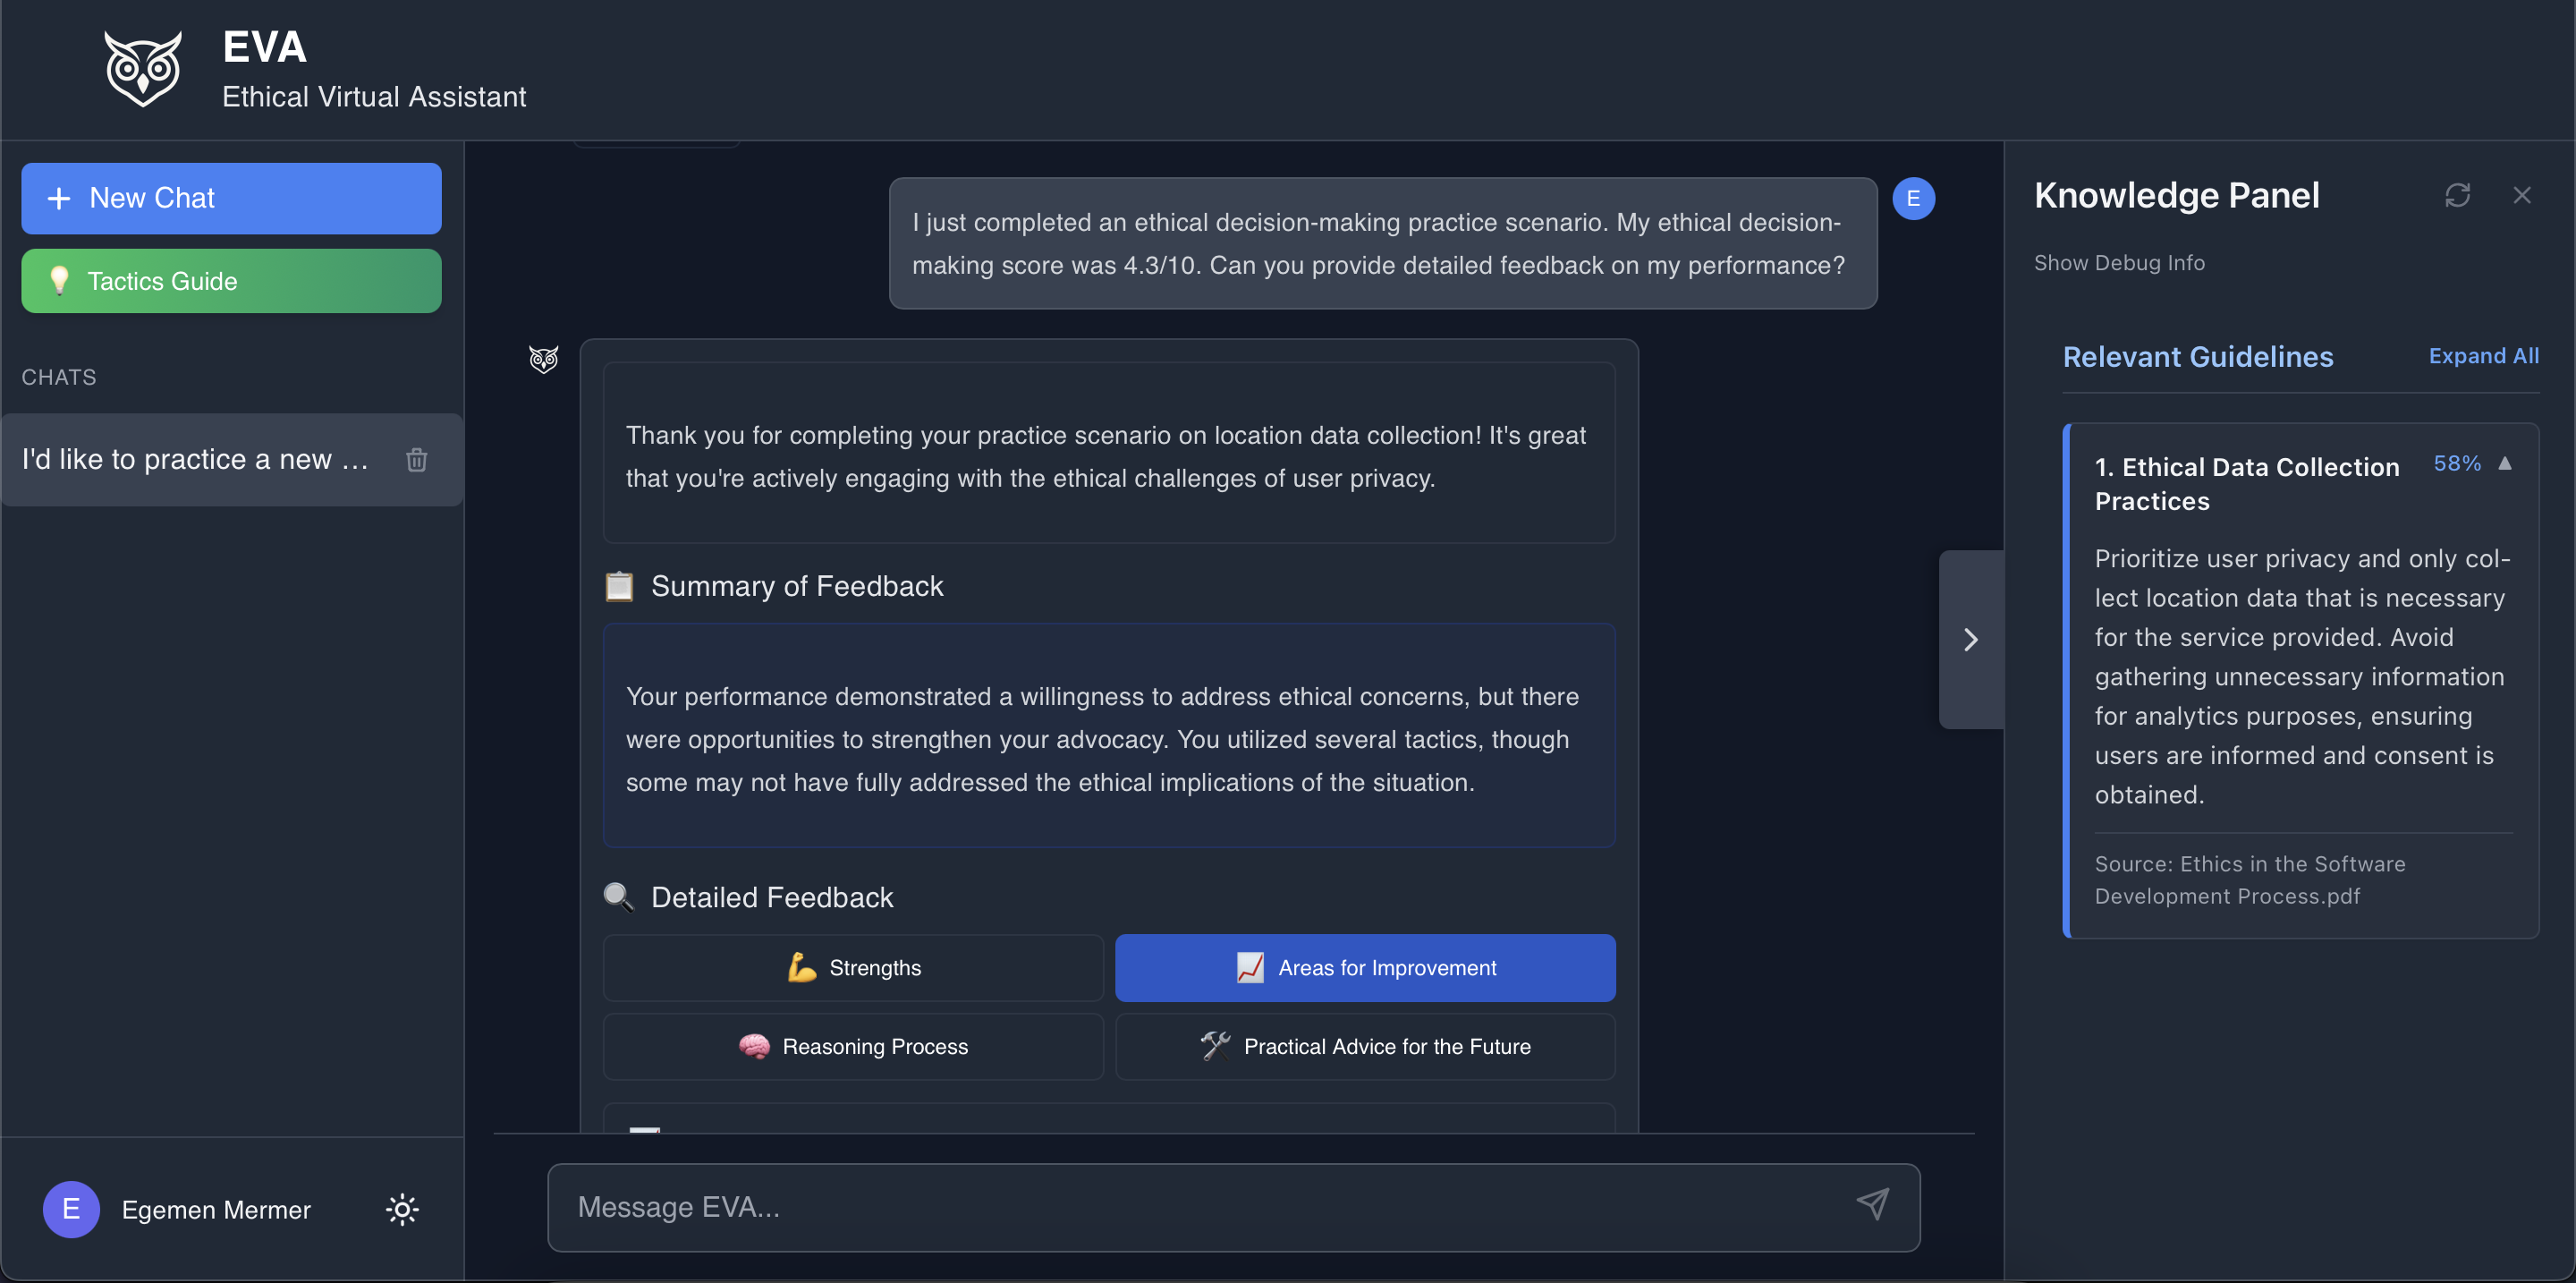 EVA
Ethical Virtual Assistant
New Chat
Tactics Guide
CHATS
I'd like to practice a new ...
Egemen Mermer
E
I just completed an ethical decision-making practice scenario. My ethical decision-
making score was 4.3/10. Can you provide detailed feedback on my performance?
E
Thank you for completing your practice scenario on location data collection! It's great
that you're actively engaging with the ethical challenges of user privacy.
Summary of Feedback
Your performance demonstrated a willingness to address ethical concerns, but there
were opportunities to strengthen your advocacy. You utilized several tactics, though
some may not have fully addressed the ethical implications of the situation.
Detailed Feedback
Strengths
Areas for Improvement
Reasoning Process
Practical Advice for the Future
Message EVA...
Knowledge Panel
Show Debug Info
Relevant Guidelines
Expand All
1. Ethical Data Collection
Practices
58%
Prioritize user privacy and only col-
lect location data that is necessary
for the service provided. Avoid
gathering unnecessary information
for analytics purposes, ensuring
users are informed and consent is
obtained.
Source: Ethics in the Software
Development Process.pdf